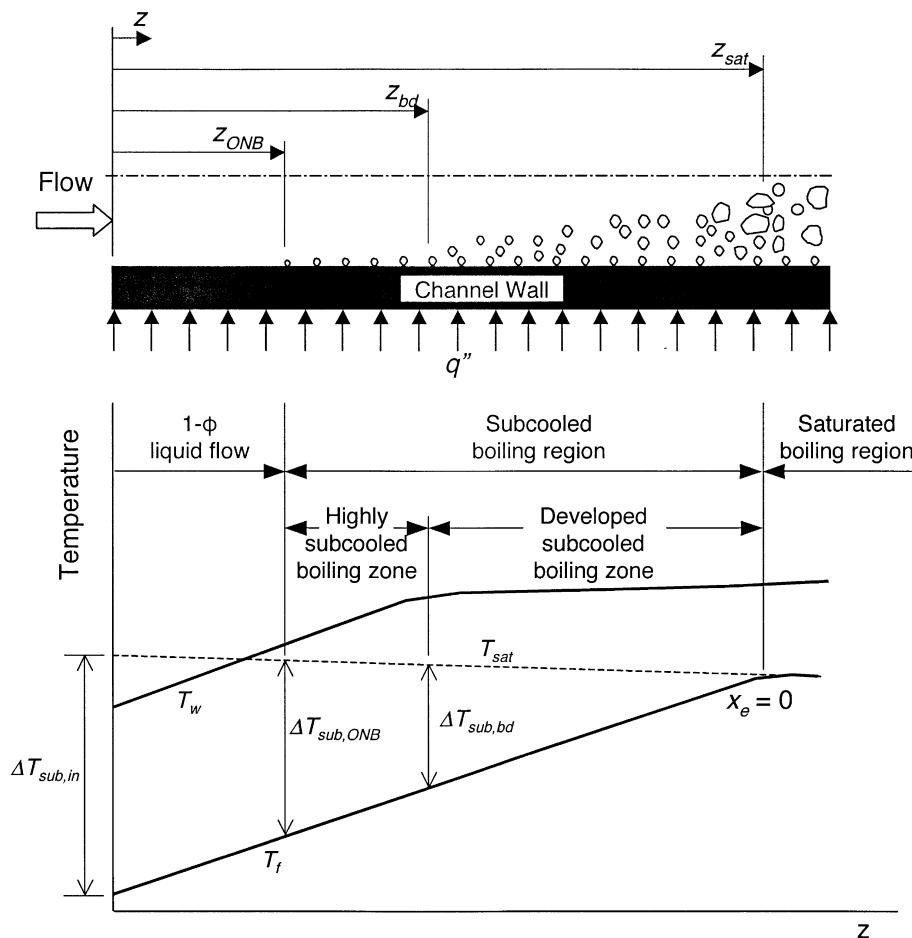 z
z_sat
z_bd
z_ONB
Flow
Channel Wall
q”
Temperature
1-ϕ
liquid flow
Subcooled
boiling region
Saturated
boiling region
Highly
subcooled
boiling zone
Developed
subcooled
boiling zone
T_sat
T_w
x_e = 0
ΔT_sub,ONB
ΔT_sub,bd
ΔT_sub,in
T_f
z